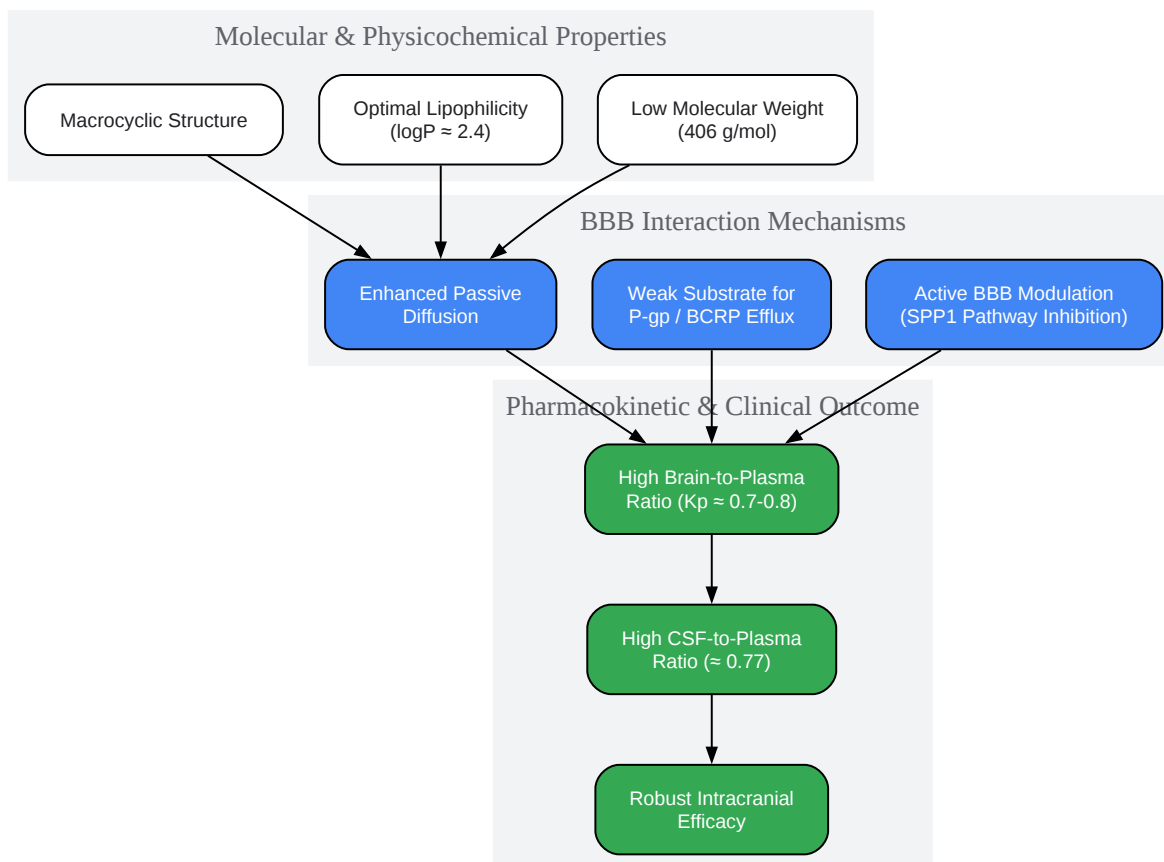 Molecular & Physicochemical Properties
Macrocyclic Structure
Optimal Lipophilicity
(logP ≈ 2.4)
Low Molecular Weight
(406 g/mol)
BBB Interaction Mechanisms
Enhanced Passive
Diffusion
Weak Substrate for
P-gp / BCRP Efflux
Active BBB Modulation
(SPP1 Pathway Inhibition)
Pharmacokinetic & Clinical Outcome
High Brain-to-Plasma
Ratio (Kp ≈ 0.7-0.8)
High CSF-to-Plasma
Ratio (≈ 0.77)
Robust Intracranial
Efficacy